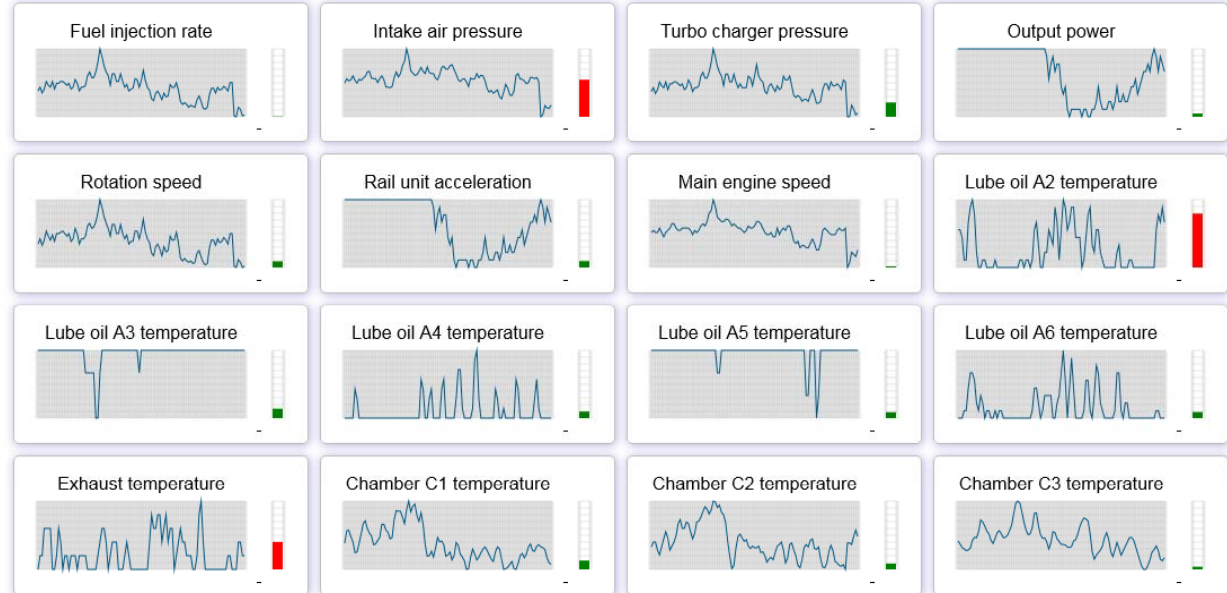 Fuel injection rate
Intake air pressure
Turbo charger pressure
Output power
-
-
-
-
Rotation speed
Rail unit acceleration
Main engine speed
Lube oil A2 temperature
-
-
-
-
Lube oil A3 temperature
Lube oil A4 temperature
Lube oil A5 temperature
Lube oil A6 temperature
-
-
-
-
Exhaust temperature
Chamber C1 temperature
Chamber C2 temperature
Chamber C3 temperature
-
-
-
-